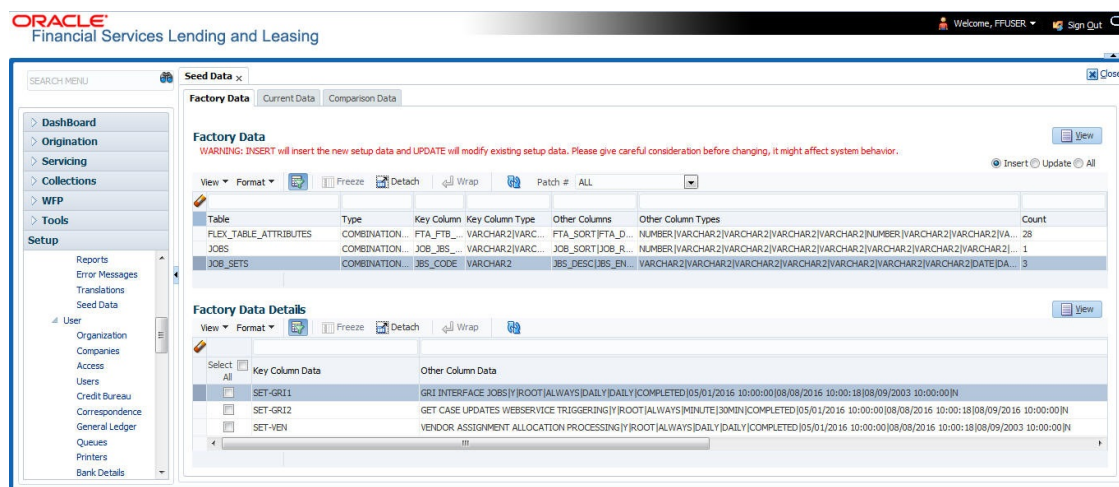 ORACLE
Financial Services Lending and Leasing
Welcome, FFUSER
Sign Out
SEARCH MENU
Seed Data x
Close
Factory Data Current Data Comparison Data
DashBoard
Origination
Servicing
Collections
WFP
Tools
Setup
Reports
Error Messages
Translations
Seed Data
User
Organization
Companies
Access
Users
Credit Bureau
Correspondence
General Ledger
Queues
Printers
Bank Details
Factory Data
View
WARNING: INSERT will insert the new setup data and UPDATE will modify existing setup data. Please give careful consideration before changing, it might affect system behavior.
Insert Update All
View Format Freeze Detach Wrap Patch # ALL
Table Type Key Column Key Column Type Other Columns Other Column Types Count
FLEX_TABLE_ATTRIBUTES COMBINATION... FTA_FTB_... VARCHAR2|VARC... FTA_SORT|FTA_D... NUMBER|VARCHAR2|VARCHAR2|VARCHAR2|VARCHAR2|NUMBER|VARCHAR2|VARCHAR2|VA... 28
JOBS COMBINATION... JOB_JBS_... VARCHAR2|VARC... JOB_SORT|JOB_R... NUMBER|VARCHAR2|VARCHAR2|VARCHAR2|VARCHAR2|VARCHAR2|VARCHAR2|VARCHAR2|... 1
JOB_SETS COMBINATION... JBS_CODE VARCHAR2 JBS_DESC|JBS_EN... VARCHAR2|VARCHAR2|VARCHAR2|VARCHAR2|VARCHAR2|VARCHAR2|VARCHAR2|DATE|DA... 3
Factory Data Details
View
View Format Freeze Detach Wrap
Select All Key Column Data Other Column Data
SET-GRI1 GRI INTERFACE JOBS|Y|ROOT|ALWAYS|DAILY|DAILY|COMPLETED|05/01/2016 10:00:00|08/08/2016 10:00:18|08/09/2003 10:00:00|N
SET-GRI2 GET CASE UPDATES WEBSERVICE TRIGGERING|Y|ROOT|ALWAYS|MINUTE|30MIN|COMPLETED|05/01/2016 10:00:00|08/08/2016 10:00:18|08/09/2003 10:00:00|N
SET-VEN VENDOR ASSIGNMENT ALLOCATION PROCESSING|Y|ROOT|ALWAYS|DAILY|DAILY|COMPLETED|05/01/2016 10:00:00|08/08/2016 10:00:18|08/09/2003 10:00:00|N